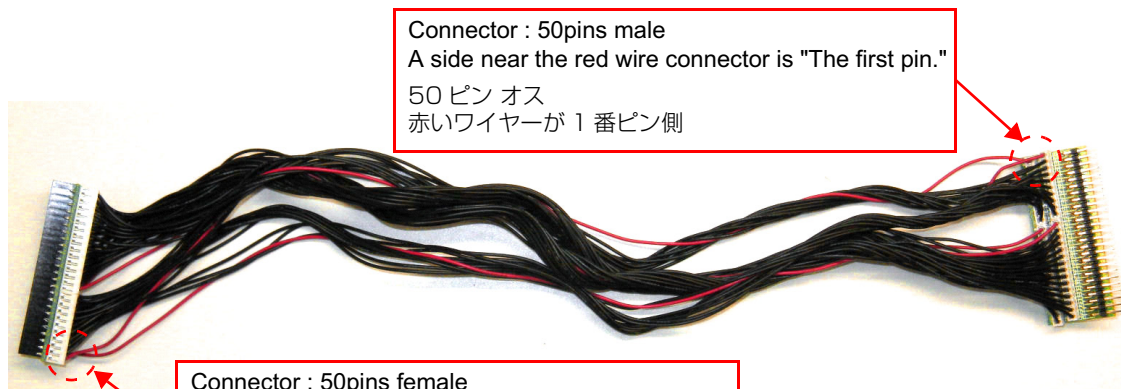 Connector : 50pins male
A side near the red wire connector is "The first pin."
50 ピン オス
赤いワイヤーが 1 番ピン側
Connector : 50pins female